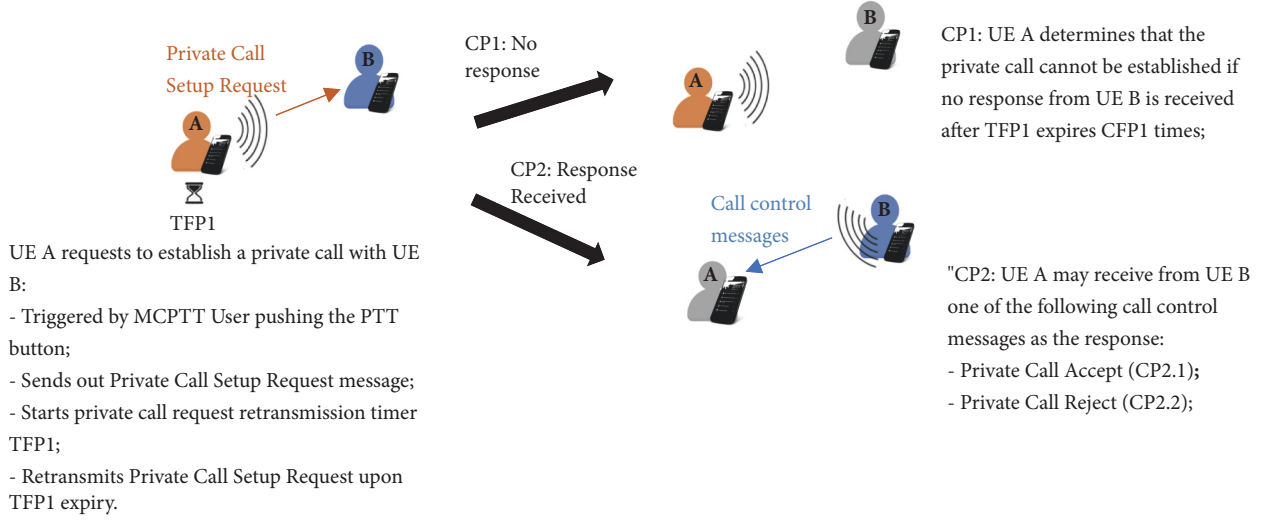 Private Call
Setup Request
B
A
TFP1
UE A requests to establish a private call with UE
B:
- Triggered by MCPTT User pushing the PTT
button;
- Sends out Private Call Setup Request message;
- Starts private call request retransmission timer
TFP1;
- Retransmits Private Call Setup Request upon
TFP1 expiry.
CP1: No
response
CP2: Response
Received
A
B
CP1: UE A determines that the
private call cannot be established if
no response from UE B is received
after TFP1 expires CFP1 times;
Call control
messages
B
A
"CP2: UE A may receive from UE B
one of the following call control
messages as the response:
- Private Call Accept (CP2.1);
- Private Call Reject (CP2.2);